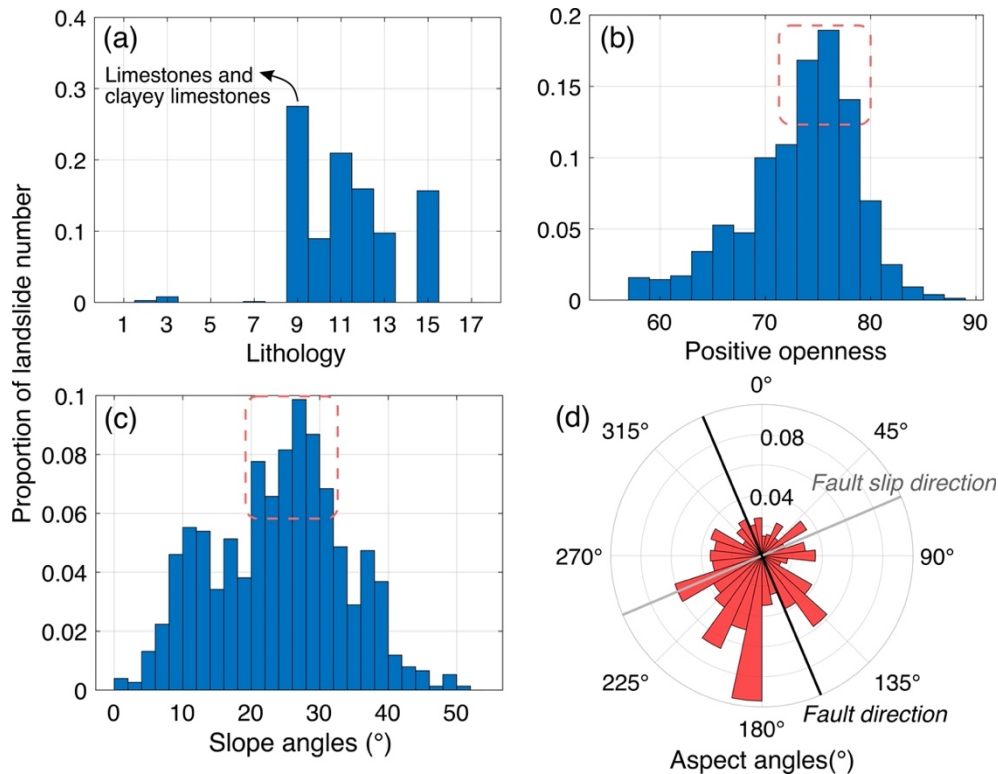 Proportion of landslide number
(a)
Limestones and
clayey limestones
0.4
0.3
0.2
0.1
0
1 3 5 7 9 11 13 15 17
Lithology
(b)
0.2
0.15
0.1
0.05
0
60 70 80 90
Positive openness
(c)
0.1
0.08
0.06
0.04
0.02
0
0 10 20 30 40 50
Slope angles (°)
(d)
0°
315°
45°
0.08
0.04
Fault slip direction
270°
90°
225°
135°
180°
Fault direction
Aspect angles(°)